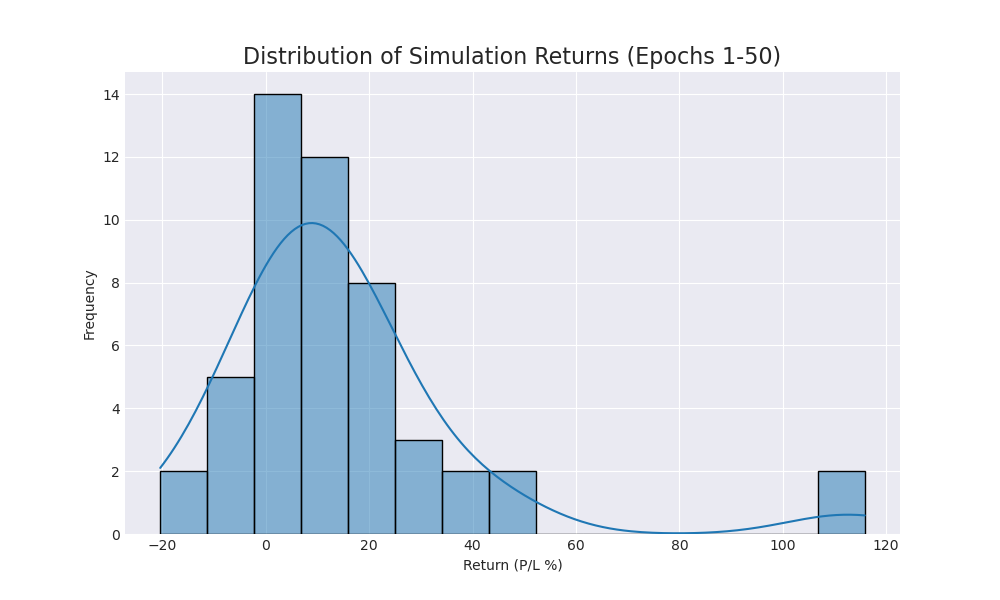 Distribution of Simulation Returns (Epochs 1-50)
14
12
10
8
6
4
2
0
Frequency
−20 0 20 40 60 80 100 120
Return (P/L %)